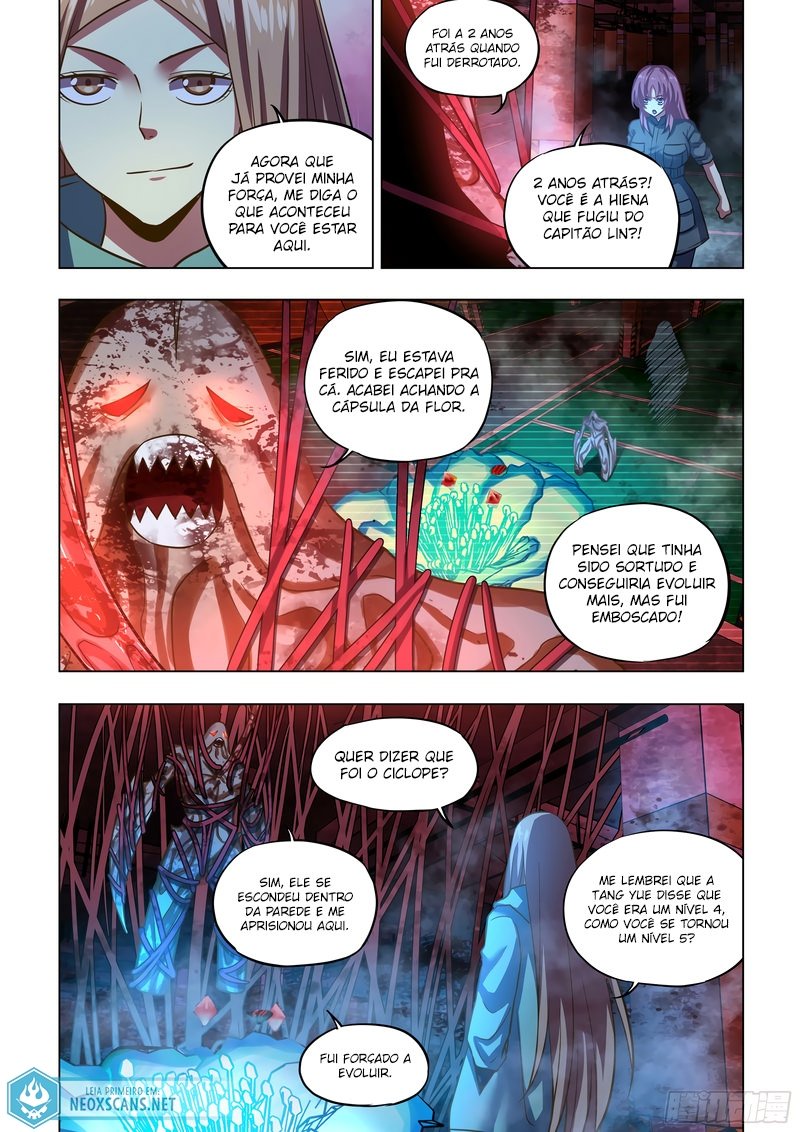 AGORA QUE
JÁ PROVEI MINHA
FORÇA, ME DIGA O
QUE ACONTECEU
PARA VOCÊ ESTAR
AQUI.
FOI A 2 ANOS
ATRÁS QUANDO
FUI DERROTADO.
2 ANOS ATRÁS?!
VOCÊ É A HIENA
QUE FUGIU DO
CAPITÃO LIN?!
SIM, EU ESTAVA
FERIDO E ESCAPEI PRA
CÁ. ACABEI ACHANDO A
CÁPSULA DA FLOR.
PENSEI QUE TINHA
SIDO SORTUDO E
CONSEGUIRIA EVOLUIR
MAIS, MAS FUI
EMBOSCADO!
QUER DIZER QUE
FOI O CICLOPE?
SIM, ELE SE
ESCONDEU DENTRO
DA PAREDE E ME
APRISIONOU AQUI.
ME LEMBREI QUE A
TANG YUE DISSE QUE
VOCÊ ERA UM NÍVEL 4,
COMO VOCÊ SE TORNOU
UM NÍVEL 5?
FUI FORÇADO A
EVOLUIR.
LEIA PRIMEIRO EM:
NEOXSCANS.NET
腾讯动漫